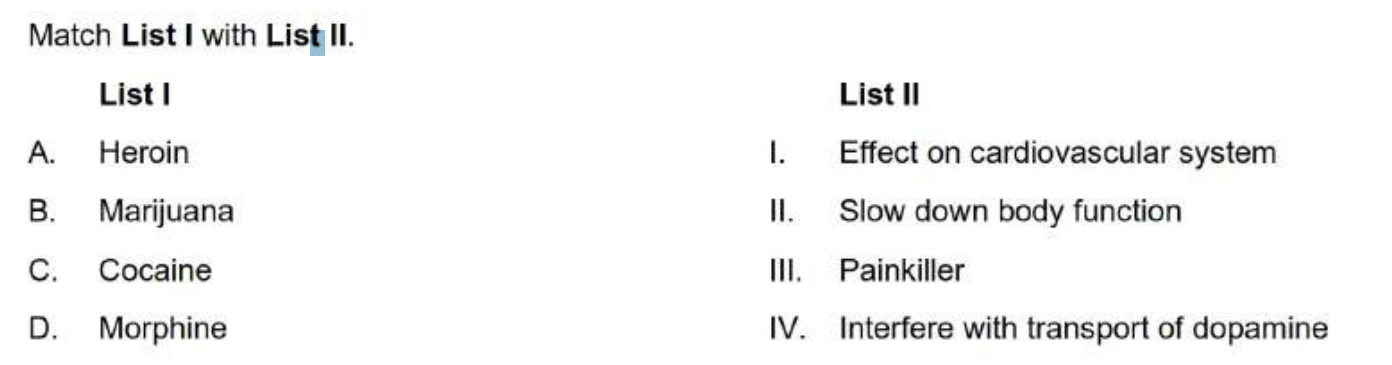 Match List I with List II.
List I List II
A. Heroin I. Effect on cardiovascular system
B. Marijuana II. Slow down body function
C. Cocaine III. Painkiller
D. Morphine IV. Interfere with transport of dopamine